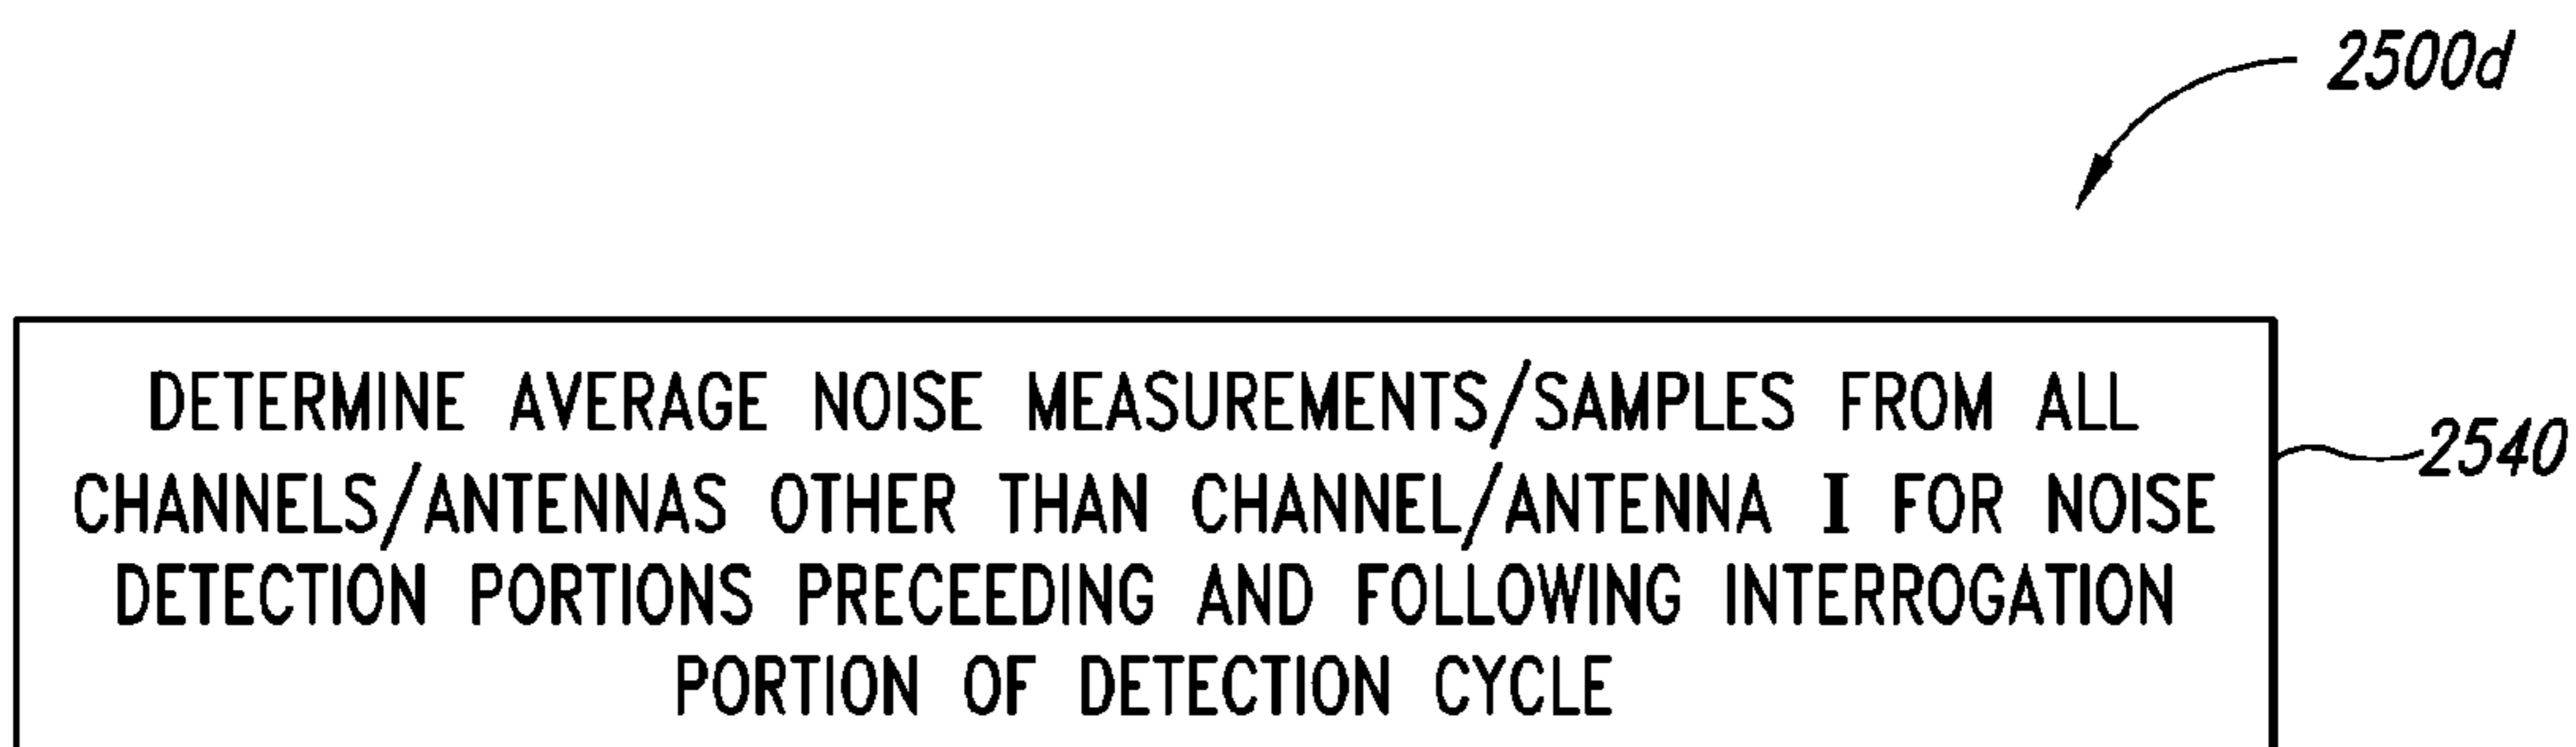 2500d
DETERMINE AVERAGE NOISE MEASUREMENTS/SAMPLES FROM ALL
CHANNELS/ANTENNAS OTHER THAN CHANNEL/ANTENNA I FOR NOISE
DETECTION PORTIONS PRECEEDING AND FOLLOWING INTERROGATION
PORTION OF DETECTION CYCLE
2540